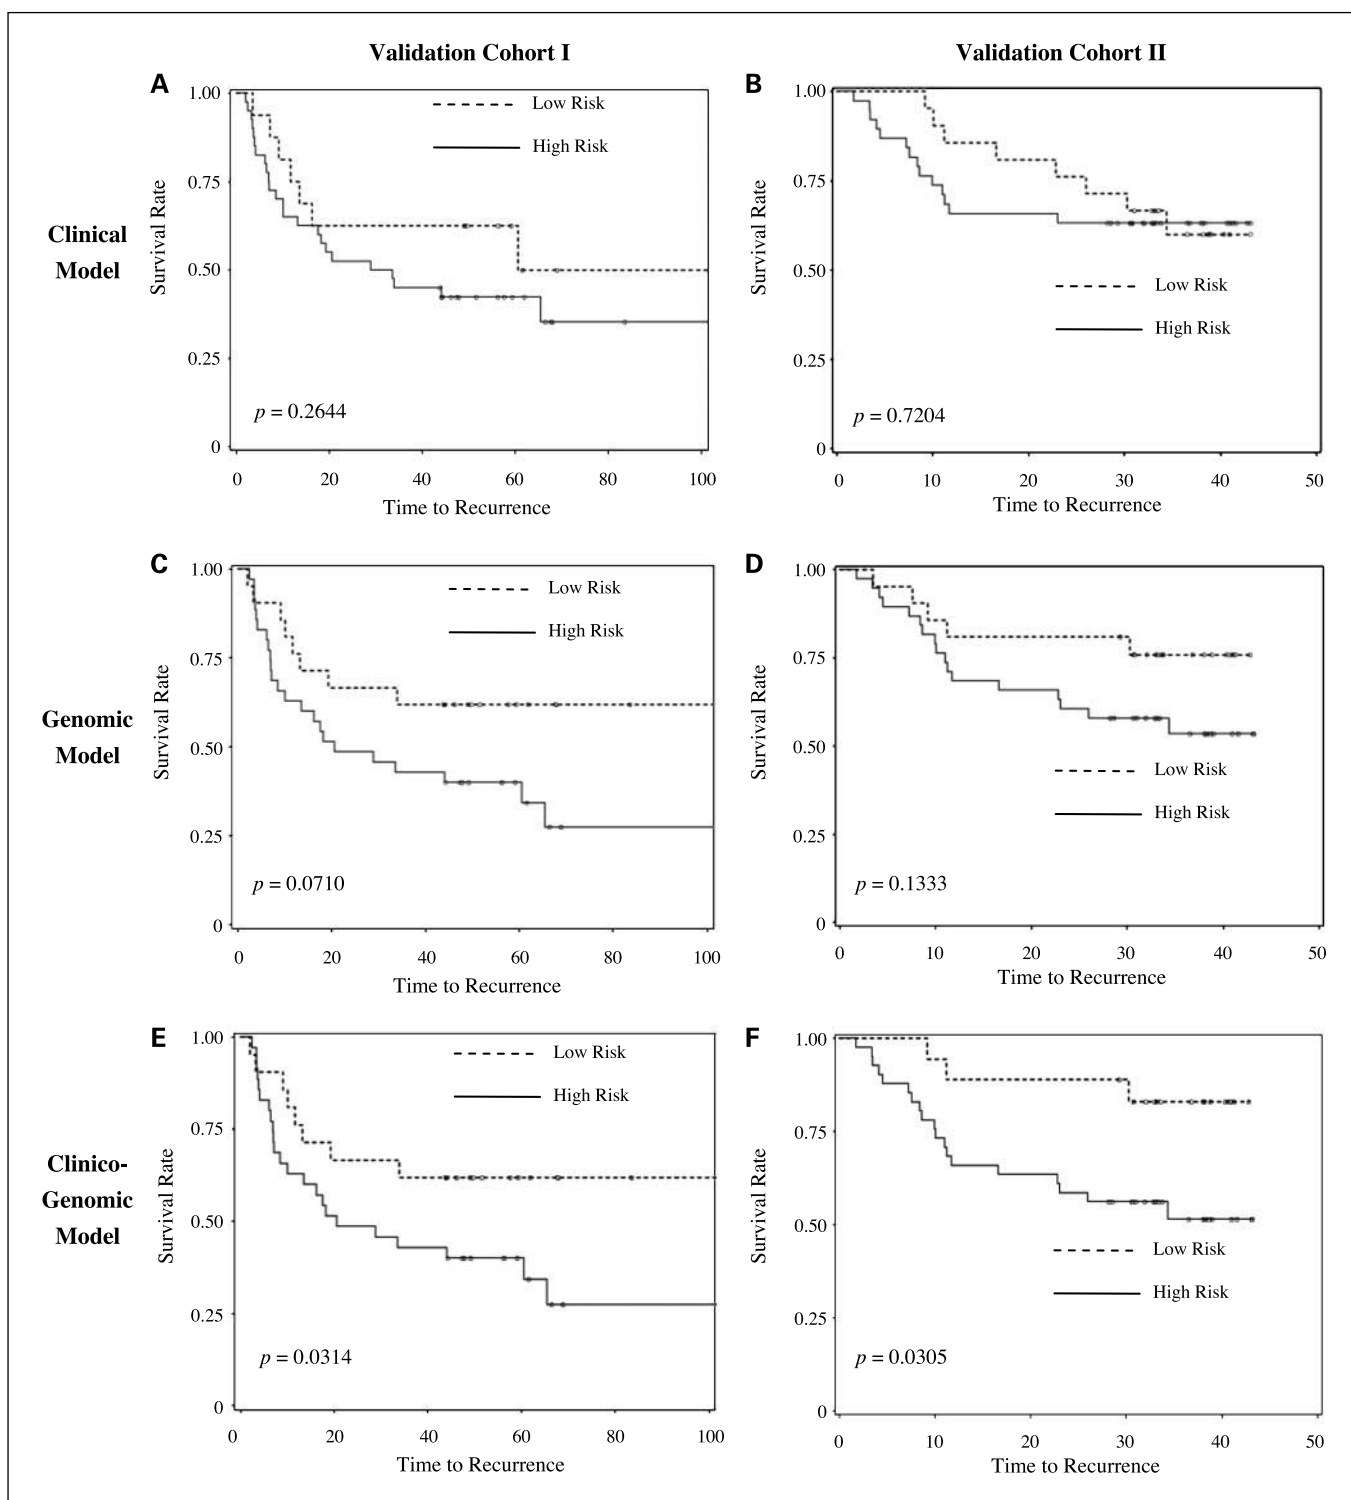 Validation Cohort I
Validation Cohort II
Clinical
Model
A
1.00
0.75
0.50
0.25
0
Survival Rate
Low Risk
High Risk
p = 0.2644
0 20 40 60 80 100
Time to Recurrence
B
1.00
0.75
0.50
0.25
0
Survival Rate
Low Risk
High Risk
p = 0.7204
0 10 20 30 40 50
Time to Recurrence
Genomic
Model
C
1.00
0.75
0.50
0.25
0
Survival Rate
Low Risk
High Risk
p = 0.0710
0 20 40 60 80 100
Time to Recurrence
D
1.00
0.75
0.50
0.25
0
Survival Rate
Low Risk
High Risk
p = 0.1333
0 10 20 30 40 50
Time to Recurrence
Clinico-
Genomic
Model
E
1.00
0.75
0.50
0.25
0
Survival Rate
Low Risk
High Risk
p = 0.0314
0 20 40 60 80 100
Time to Recurrence
F
1.00
0.75
0.50
0.25
0
Survival Rate
Low Risk
High Risk
p = 0.0305
0 10 20 30 40 50
Time to Recurrence